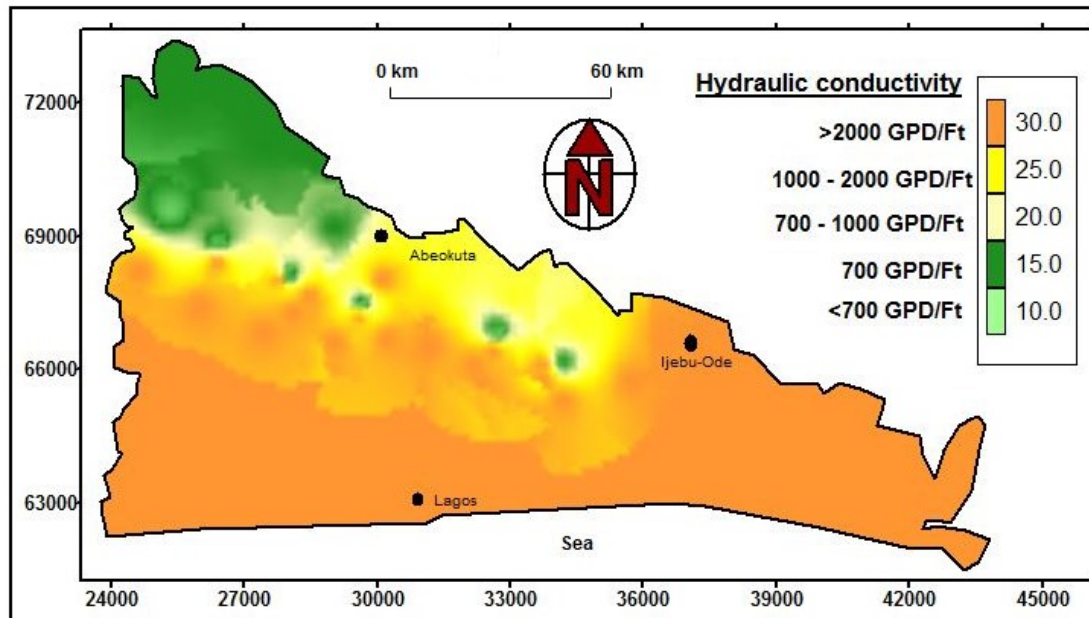 0 km 60 km
Hydraulic conductivity
>2000 GPD/Ft 30.0
1000 - 2000 GPD/Ft 25.0
700 - 1000 GPD/Ft 20.0
700 GPD/Ft 15.0
<700 GPD/Ft 10.0
N
72000
69000
66000
63000
Abeokuta
Ijebu-Ode
Lagos
Sea
24000 27000 30000 33000 36000 39000 42000 45000